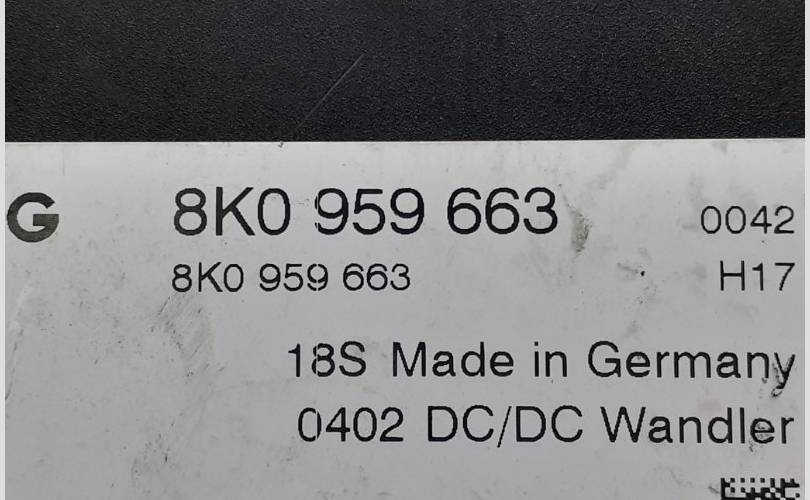 G 8K0 959 663 0042
8K0 959 663 H17
18S Made in Germany
0402 DC/DC Wandler